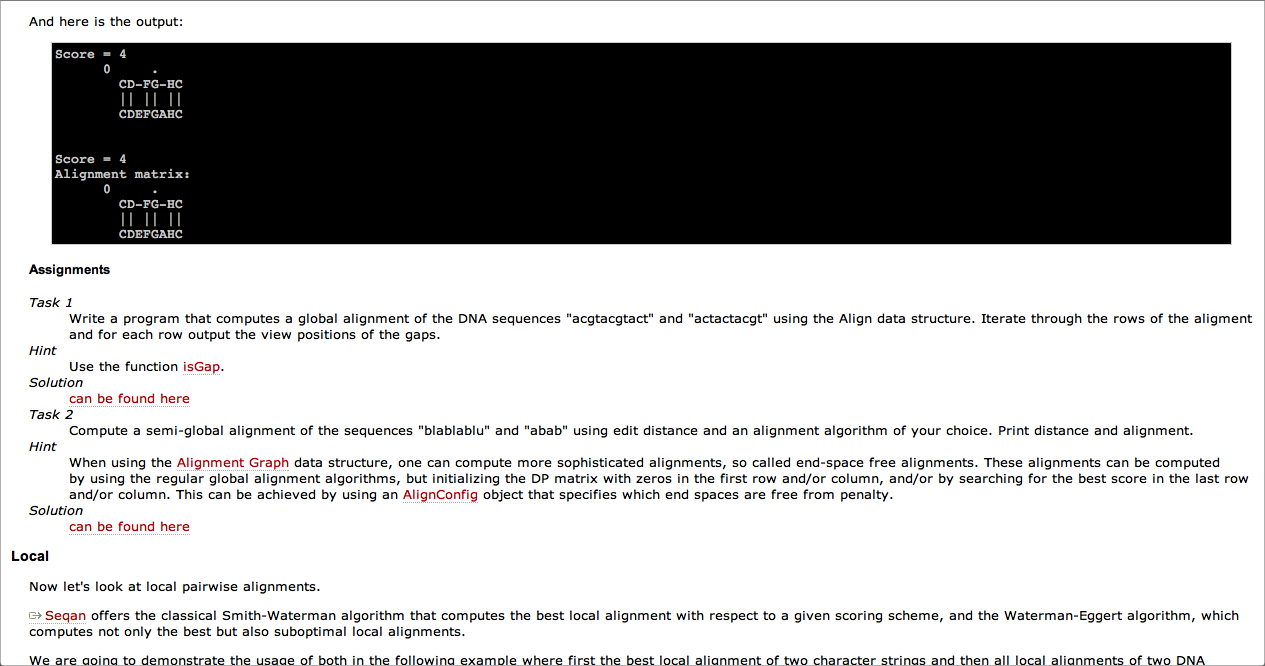 And here is the output:
Score = 4
0 .
CD-FG-HC
|| || ||
CDEFGAHC
Score = 4
Alignment matrix:
0 .
CD-FG-HC
|| || ||
CDEFGAHC
Assignments
Task 1
Write a program that computes a global alignment of the DNA sequences "acgtacgtact" and "actactacgt" using the Align data structure. Iterate through the rows of the aligment
and for each row output the view positions of the gaps.
Hint
Use the function isGap.
Solution
can be found here
Task 2
Compute a semi-global alignment of the sequences "blablablu" and "abab" using edit distance and an alignment algorithm of your choice. Print distance and alignment.
Hint
When using the Alignment Graph data structure, one can compute more sophisticated alignments, so called end-space free alignments. These alignments can be computed
by using the regular global alignment algorithms, but initializing the DP matrix with zeros in the first row and/or column, and/or by searching for the best score in the last row
and/or column. This can be achieved by using an AlignConfig object that specifies which end spaces are free from penalty.
Solution
can be found here
Local
Now let's look at local pairwise alignments.
Seqan offers the classical Smith-Waterman algorithm that computes the best local alignment with respect to a given scoring scheme, and the Waterman-Eggert algorithm, which
computes not only the best but also suboptimal local alignments.
We are going to demonstrate the usage of both in the following example where first the best local alignment of two character strings and then all local alignments of two DNA